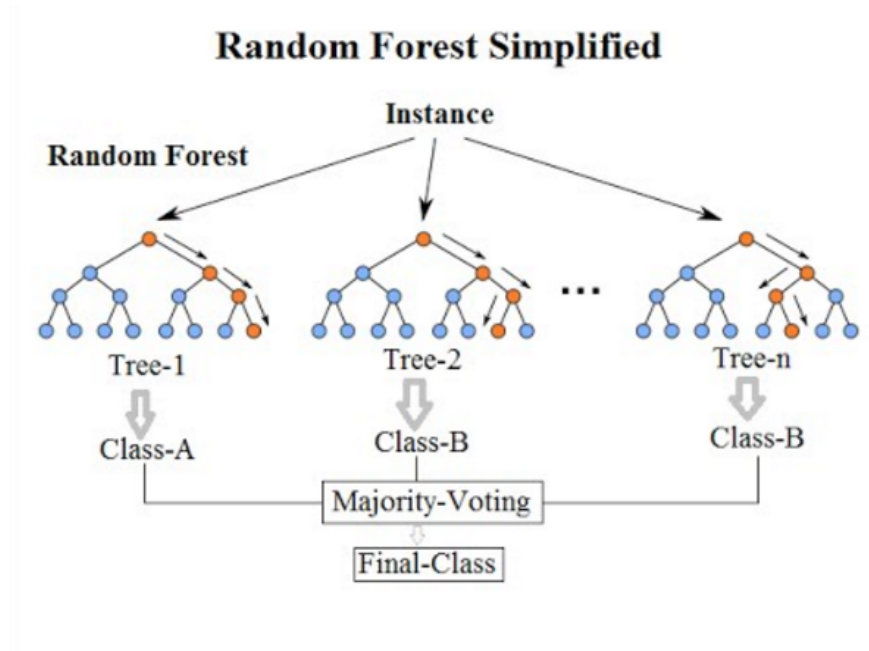 Random Forest Simplified
Instance
Random Forest
...
Tree-1
Tree-2
Tree-n
Class-A
Class-B
Class-B
Majority-Voting
Final-Class